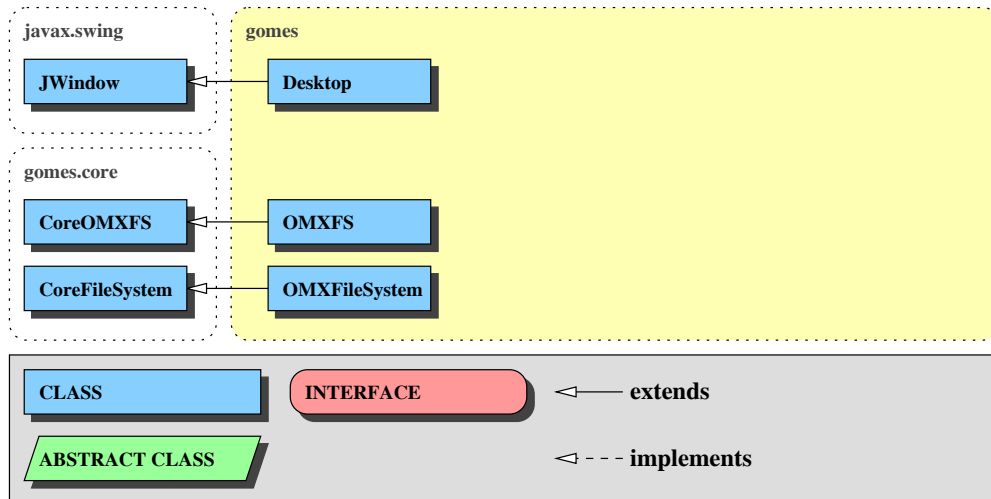 javax.swing
gomes
JWindow
Desktop
gomes.core
CoreOMXFS
OMXFS
CoreFileSystem
OMXFileSystem
CLASS
INTERFACE
extends
ABSTRACT CLASS
implements